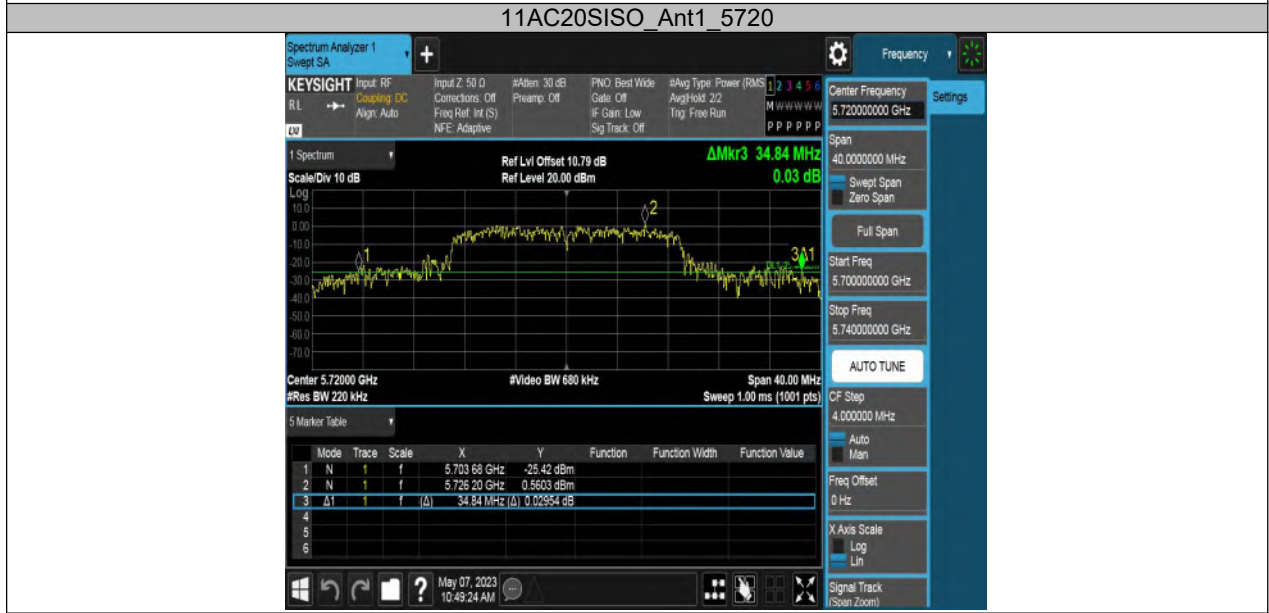 11AC20SISO_Ant1_5720
Spectrum Analyzer 1
Swept SA
+
Frequency
KEYSIGHT
RL
LXI
Input: RF
Coupling: DC
Align: Auto
Input Z: 50 Ω
Corrections: Off
Freq Ref: Int (S)
NFE: Adaptive
#Atten: 30 dB
Preamp: Off
PNO: Best Wide
Gate: Off
IF Gain: Low
Sig Track: Off
#Avg Type: Power (RMS
Avg|Hold: 2/2
Trig: Free Run
1 2 3 4 5 6
M W W W W W
P P P P P P
Center Frequency
5.720000000 GHz
Settings
Span
40.0000000 MHz
Swept Span
Zero Span
Full Span
Start Freq
5.700000000 GHz
Stop Freq
5.740000000 GHz
AUTO TUNE
CF Step
4.000000 MHz
Auto
Man
Freq Offset
0 Hz
X Axis Scale
Log
Lin
Signal Track
(Span Zoom)
1 Spectrum
Scale/Div 10 dB
Ref Lvl Offset 10.79 dB
Ref Level 20.00 dBm
ΔMkr3 34.84 MHz
0.03 dB
Log
10.0
0.00
-10.0
-20.0
-30.0
-40.0
-50.0
-60.0
-70.0
1
2
3Δ1
Center 5.72000 GHz
#Res BW 220 kHz
#Video BW 680 kHz
Span 40.00 MHz
Sweep 1.00 ms (1001 pts)
5 Marker Table
Mode Trace Scale X Y Function Function Width Function Value
1 N 1 f 5.703 68 GHz -25.42 dBm
2 N 1 f 5.726 20 GHz 0.5603 dBm
3 Δ1 1 f (Δ) 34.84 MHz (Δ) 0.02954 dB
4
5
6
?
May 07, 2023
10:49:24 AM